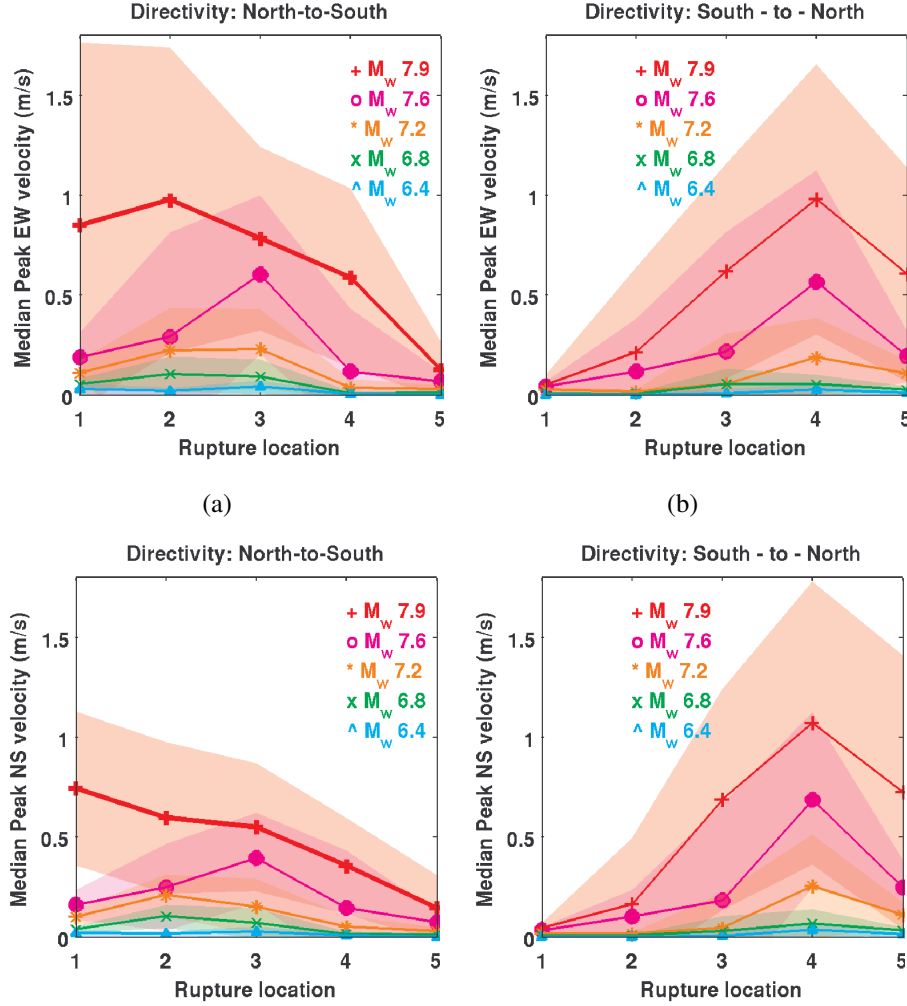 Directivity: North-to-South
Median Peak EW velocity (m/s)
1.5
1
0.5
0
+ Mw 7.9
o Mw 7.6
* Mw 7.2
x Mw 6.8
^ Mw 6.4
1 2 3 4 5
Rupture location
(a)
Directivity: South - to - North
Median Peak EW velocity (m/s)
1.5
1
0.5
0
+ Mw 7.9
o Mw 7.6
* Mw 7.2
x Mw 6.8
^ Mw 6.4
1 2 3 4 5
Rupture location
(b)
Directivity: North-to-South
Median Peak NS velocity (m/s)
1.5
1
0.5
0
+ Mw 7.9
o Mw 7.6
* Mw 7.2
x Mw 6.8
^ Mw 6.4
1 2 3 4 5
Rupture location
Directivity: South - to - North
Median Peak NS velocity (m/s)
1.5
1
0.5
0
+ Mw 7.9
o Mw 7.6
* Mw 7.2
x Mw 6.8
^ Mw 6.4
1 2 3 4 5
Rupture location